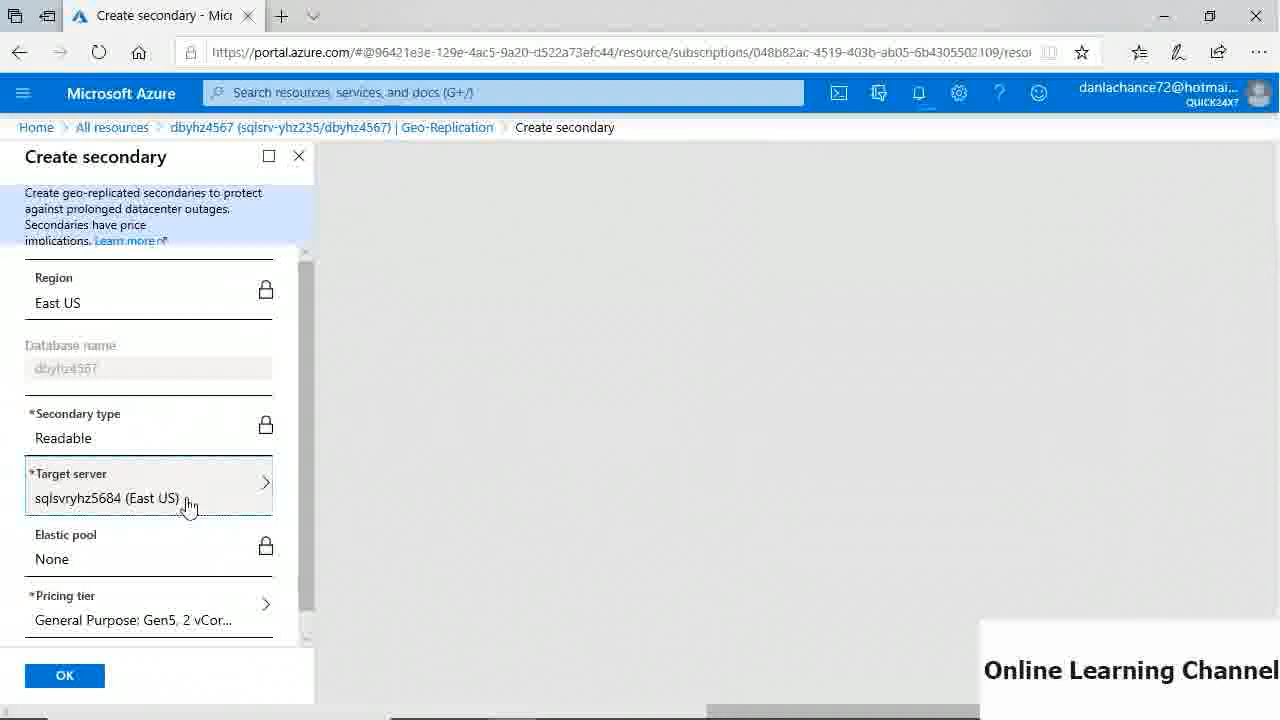 Create secondary - Micr
https://portal.azure.com/#@96421e3e-129e-4ac5-9a20-d522a73efc44/resource/subscriptions/048b82ac-4519-403b-ab05-6b4305502109/resou
Microsoft Azure
Search resources, services, and docs (G+/)
danlachance72@hotmai...
QUICK24X7
Home > All resources > dbyhz4567 (sqlsrv-yhz235/dbyhz4567) | Geo-Replication > Create secondary
Create secondary
Create geo-replicated secondaries to protect
against prolonged datacenter outages.
Secondaries have price
implications. Learn more
Region
East US
Database name
dbyhz4567
*Secondary type
Readable
*Target server
sqlsvryhz5684 (East US)
Elastic pool
None
*Pricing tier
General Purpose: Gen5, 2 vCor...
OK
Online Learning Channel